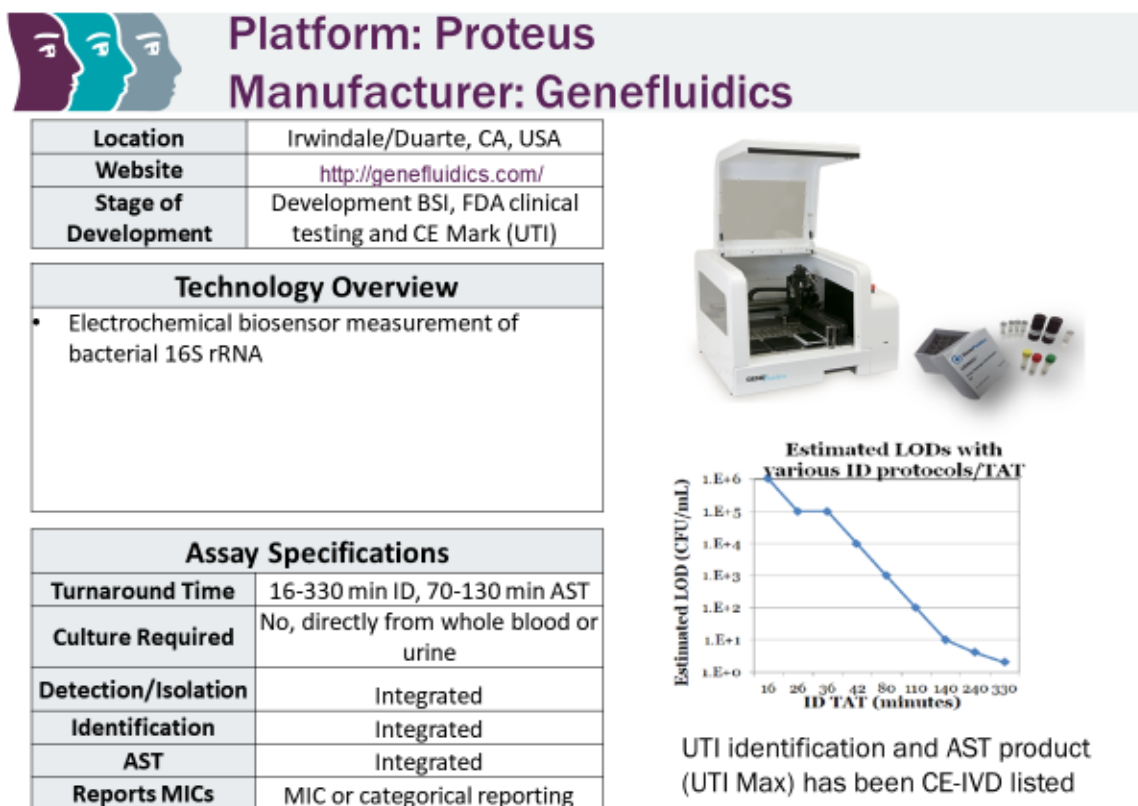 Platform: Proteus
Manufacturer: Genefluidics
Location Irwindale/Duarte, CA, USA
Website http://genefluidics.com/
Stage of Development Development BSI, FDA clinical testing and CE Mark (UTI)
Technology Overview
• Electrochemical biosensor measurement of
bacterial 16S rRNA
Assay Specifications
Turnaround Time 16-330 min ID, 70-130 min AST
Culture Required No, directly from whole blood or urine
Detection/Isolation Integrated
Identification Integrated
AST Integrated
Reports MICs MIC or categorical reporting
Estimated LODs with
various ID protocols/TAT
Estimated LOD (CFU/mL)
1.E+6
1.E+5
1.E+4
1.E+3
1.E+2
1.E+1
1.E+0
16 26 36 42 80 110 140 240 330
ID TAT (minutes)
UTI identification and AST product
(UTI Max) has been CE-IVD listed